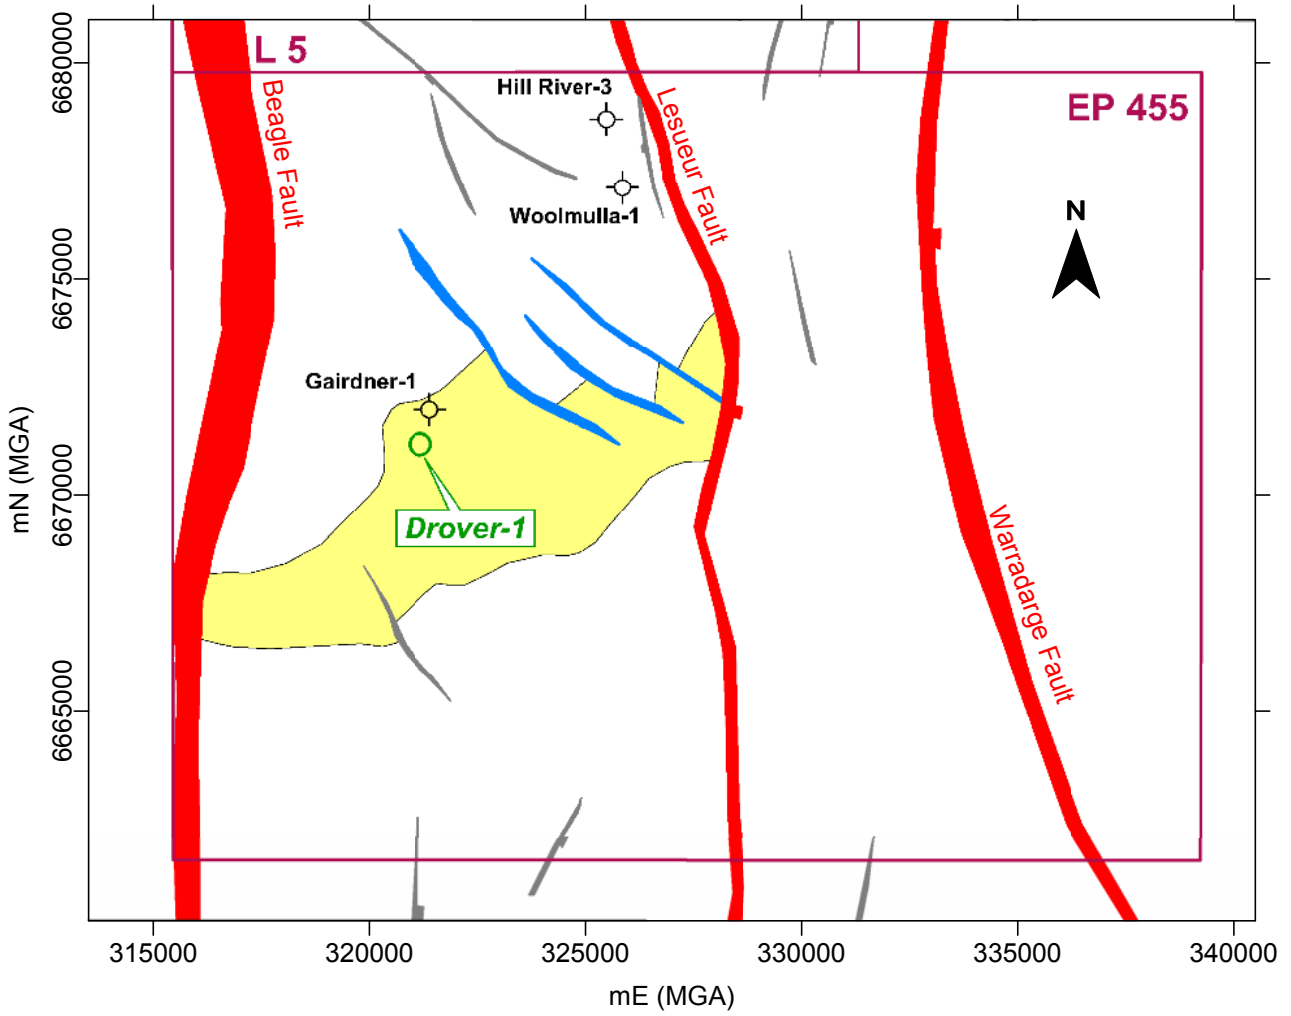 L 5
EP 455
Hill River-3
Woolmulla-1
Beagle Fault
Lesueur Fault
N
Gairdner-1
Drover-1
Warradarge Fault
6680000
6675000
6670000
6665000
mN (MGA)
315000
320000
325000
330000
335000
340000
mE (MGA)